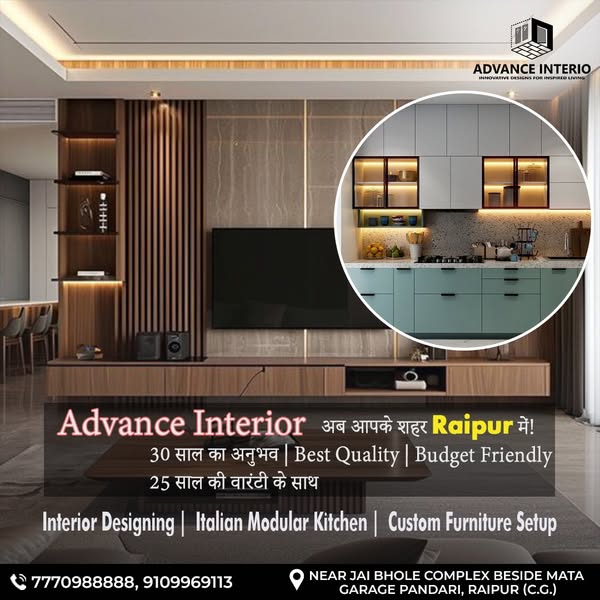 ADVANCE INTERIO
INNOVATIVE DESIGNS FOR INSPIRED LIVING
Advance Interior अब आपके शहर Raipur में!
30 साल का अनुभव | Best Quality | Budget Friendly
25 साल की वारंटी के साथ
Interior Designing | Italian Modular Kitchen | Custom Furniture Setup
7770988888, 9109969113
NEAR JAI BHOLE COMPLEX BESIDE MATA
GARAGE PANDARI, RAIPUR (C.G.)